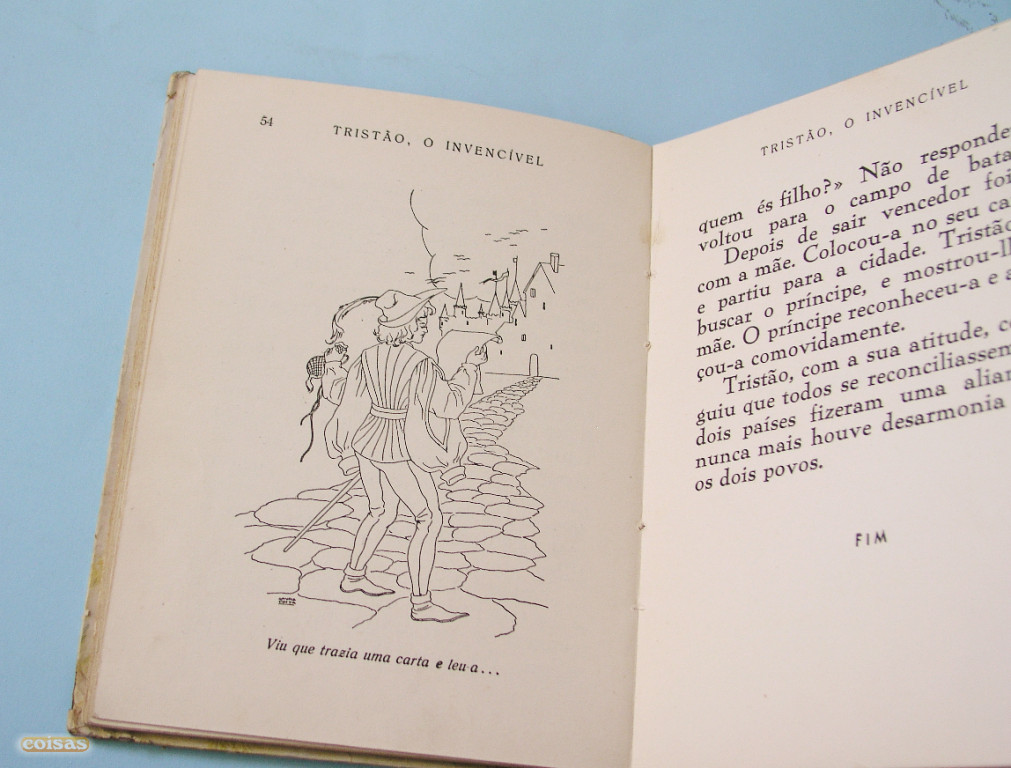 54
TRISTÃO, O INVENCÍVEL
Viu que trazia uma carta e leu-a...
TRISTÃO, O INVENCÍVEL
quem és filho?» Não responde
voltou para o campo de bata
Depois de sair vencedor foi
com a mãe. Colocou-a no seu ca
e partiu para a cidade. Tristão
buscar o príncipe, e mostrou-lh
mãe. O príncipe reconheceu-a e a
çou-a comovidamente.
Tristão, com a sua atitude, co
guiu que todos se reconciliassem
dois países fizeram uma alian
nunca mais houve desarmonia
os dois povos.
FIM
coisas